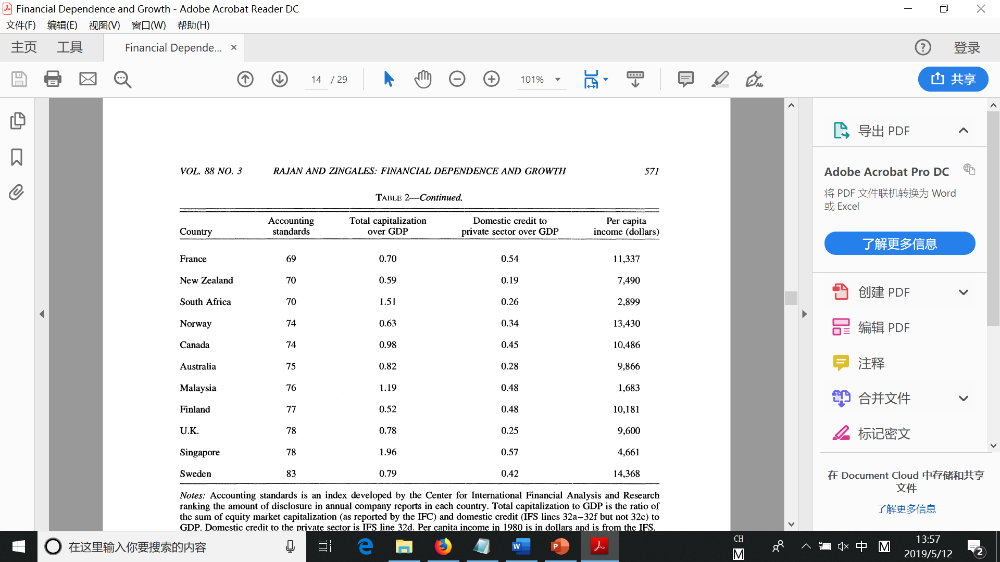 Financial Dependence and Growth - Adobe Acrobat Reader DC
文件(F) 编辑(E) 视图(V) 窗口(W) 帮助(H)
主页 工具 Financial Depende... × 登录
14 / 29 101% 共享
VOL. 88 NO. 3 RAJAN AND ZINGALES: FINANCIAL DEPENDENCE AND GROWTH 571
TABLE 2—Continued.
Country Accounting standards Total capitalization over GDP Domestic credit to private sector over GDP Per capita income (dollars)
France 69 0.70 0.54 11,337
New Zealand 70 0.59 0.19 7,490
South Africa 70 1.51 0.26 2,899
Norway 74 0.63 0.34 13,430
Canada 74 0.98 0.45 10,486
Australia 75 0.82 0.28 9,866
Malaysia 76 1.19 0.48 1,683
Finland 77 0.52 0.48 10,181
U.K. 78 0.78 0.25 9,600
Singapore 78 1.96 0.57 4,661
Sweden 83 0.79 0.42 14,368
Notes: Accounting standards is an index developed by the Center for International Financial Analysis and Research
ranking the amount of disclosure in annual company reports in each country. Total capitalization to GDP is the ratio of
the sum of equity market capitalization (as reported by the IFC) and domestic credit (IFS lines 32a–32f but not 32e) to
GDP. Domestic credit to the private sector is IFS line 32d. Per capita income in 1980 is in dollars and is from the IFS.
导出 PDF
Adobe Acrobat Pro DC
将 PDF 文件联机转换为 Word
或 Excel
了解更多信息
创建 PDF
编辑 PDF
注释
合并文件
标记密文
在 Document Cloud 中存储和共享
文件
了解更多信息
在这里输入你要搜索的内容
CH
M
中
M
13:57
2019/5/12
2